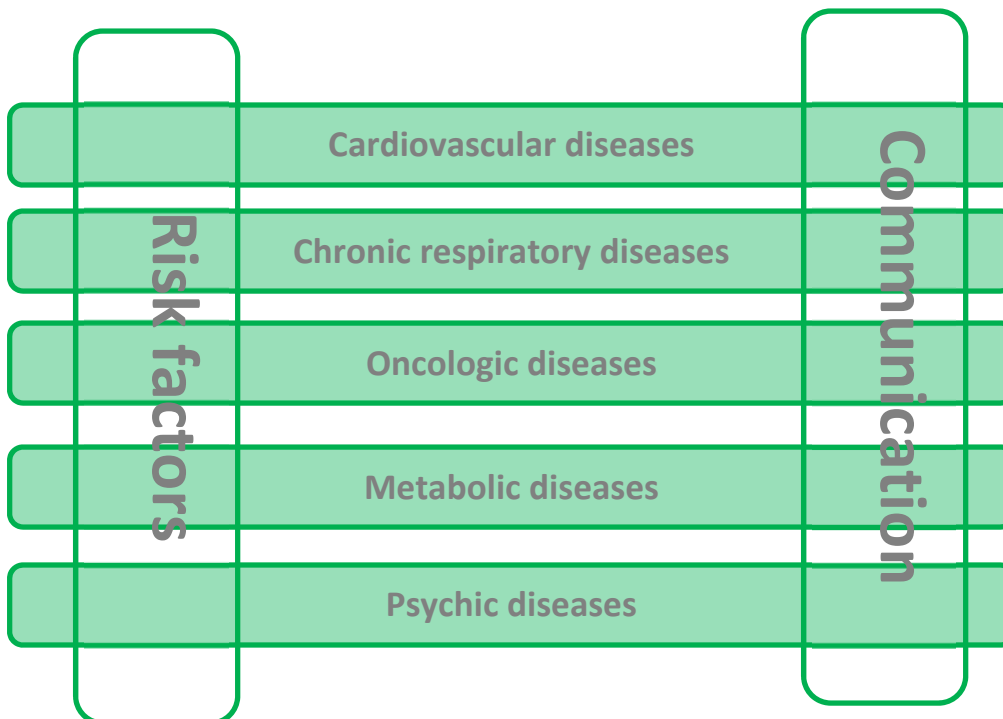 Cardiovascular diseases
Chronic respiratory diseases
Oncologic diseases
Metabolic diseases
Psychic diseases
Risk factors
Communication